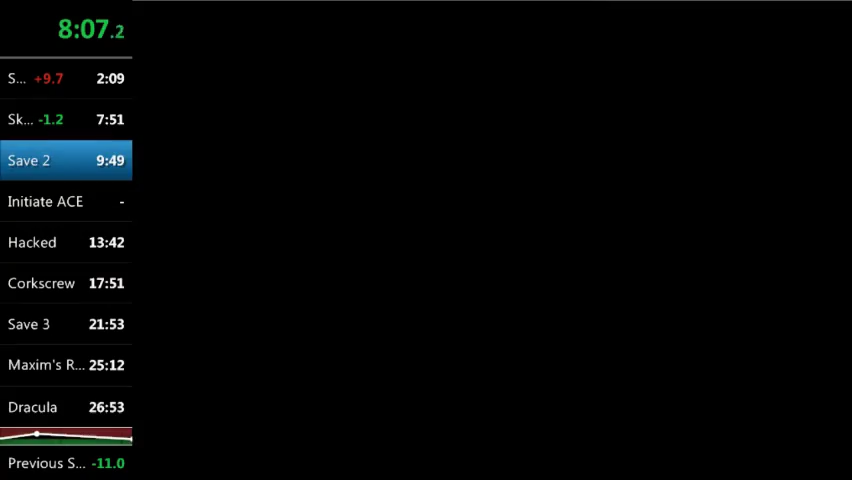 8:07.2
S... +9.7 2:09
Sk... -1.2 7:51
Save 2 9:49
Initiate ACE -
Hacked 13:42
Corkscrew 17:51
Save 3 21:53
Maxim's R... 25:12
Dracula 26:53
Previous S... -11.0